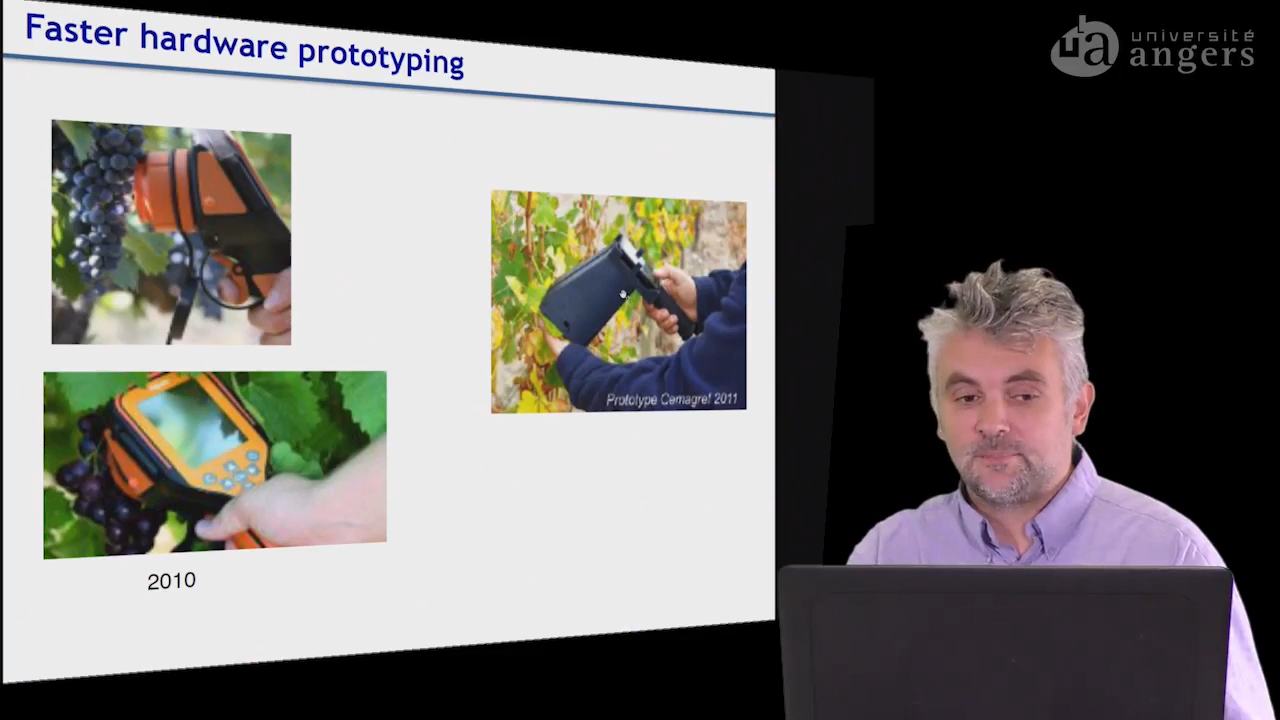 Faster hardware prototyping
université
angers
Prototype Cemagref 2011
2010